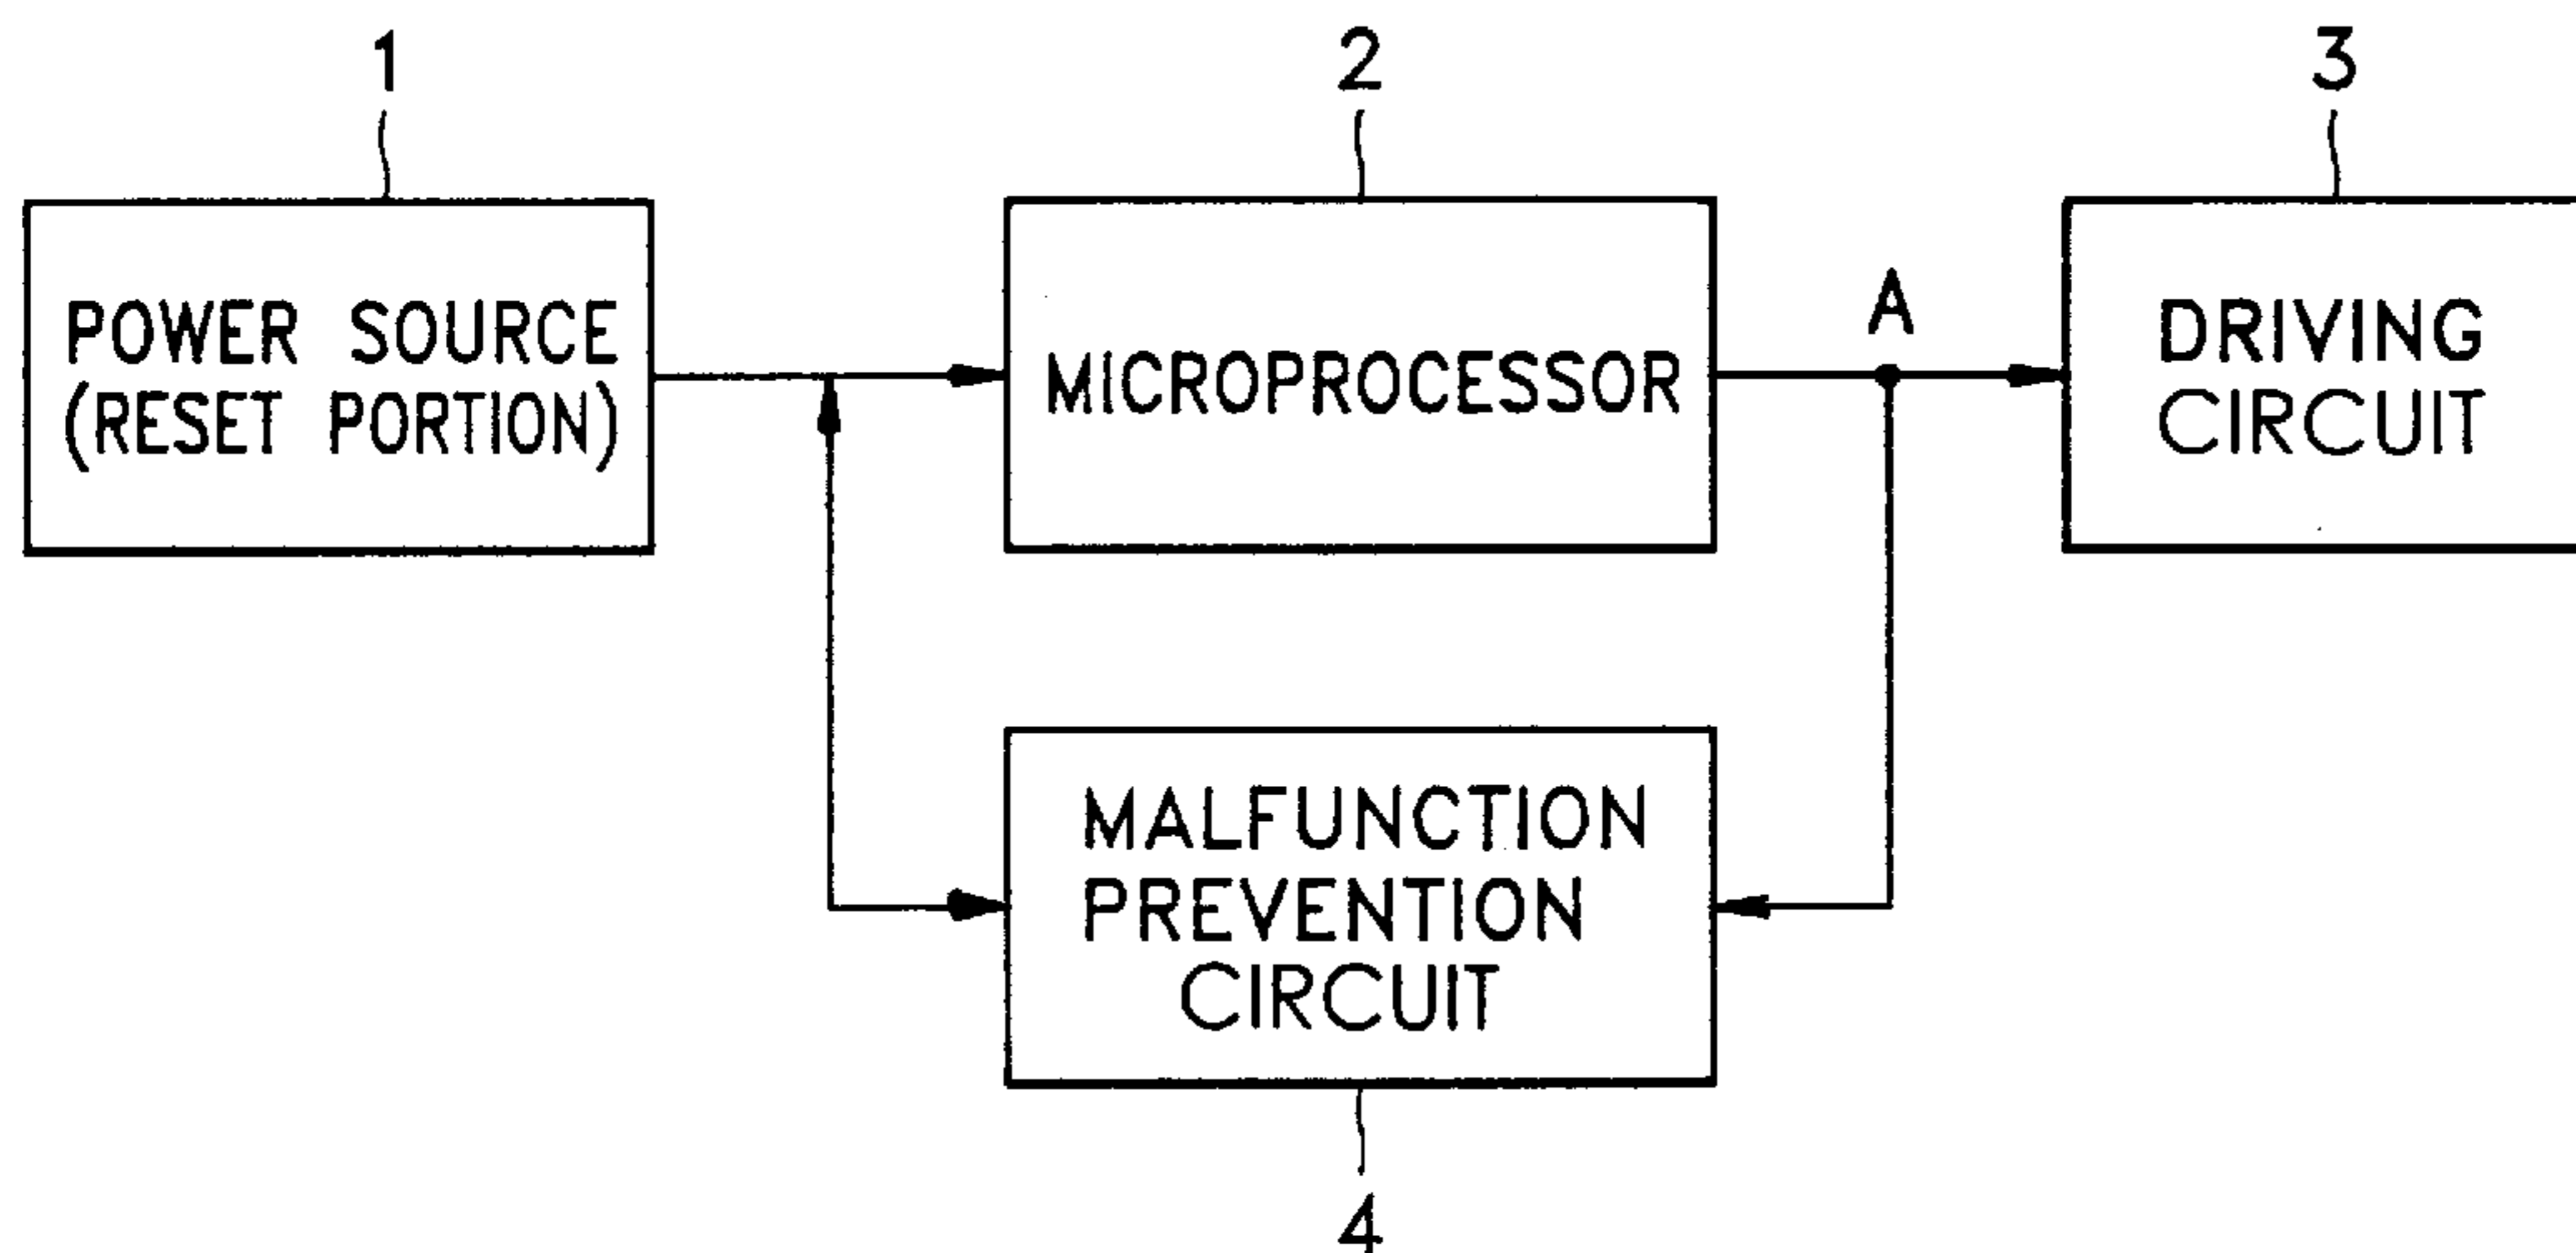 1
2
3
POWER SOURCE
(RESET PORTION)
MICROPROCESSOR
A
DRIVING
CIRCUIT
MALFUNCTION
PREVENTION
CIRCUIT
4